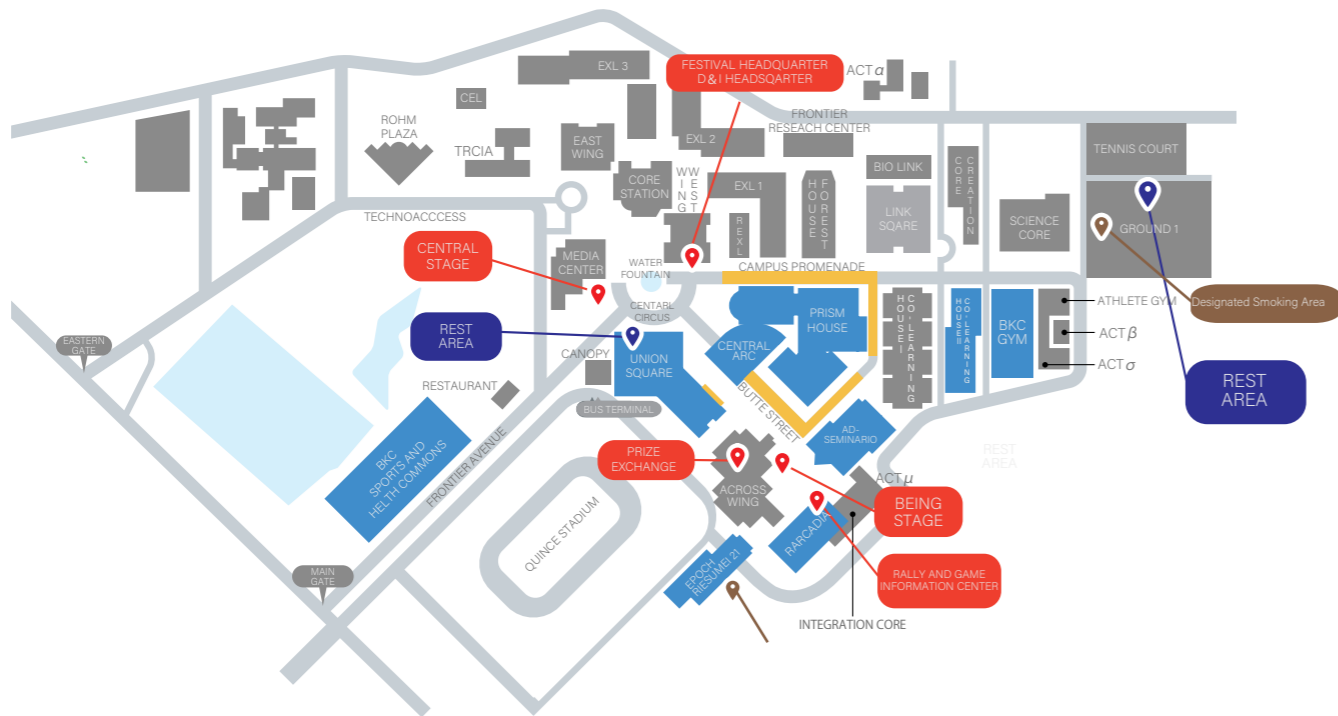 EXL 3
FESTIVAL HEADQUARTER
D & I HEADSQARTER
ACT α
CEL
FRONTIER
RESEACH CENTER
ROHM
PLAZA
TRCIA
EAST
WING
EXL 2
TENNIS COURT
CORE
STATION
WEST
WING
EXL 1
FOREST
HOUSE
BIO LINK
CREATION
CORE
TECHNOACCCESS
REXL
LINK
SQARE
SCIENCE
CORE
GROUND 1
CENTRAL
STAGE
MEDIA
CENTER
WATER
FOUNTAIN
CAMPUS PROMENADE
Designated Smoking Area
CENTARL
CIRCUS
ATHLETE GYM
REST
AREA
PRISM
HOUSE
CO-LEARNING
HOUSE I
CO-LEARNING
HOUSE II
BKC
GYM
ACT β
EASTERN
GATE
CANOPY
UNION
SQUARE
CENTRAL
ARC
ACT σ
RESTAURANT
REST
AREA
BUS TERMINAL
BUTTE STREET
BKC
SPORTS AND
HELTH COMMONS
FRONTIER AVENUE
AD-
SEMINARIO
REST
AREA
PRIZE
EXCHANGE
ACROSS
WING
ACT μ
BEING
STAGE
QUINCE STADIUM
RARCADIA
MAIN
GATE
EPOCH
RIESUMEI 21
RALLY AND GAME
INFORMATION CENTER
INTEGRATION CORE